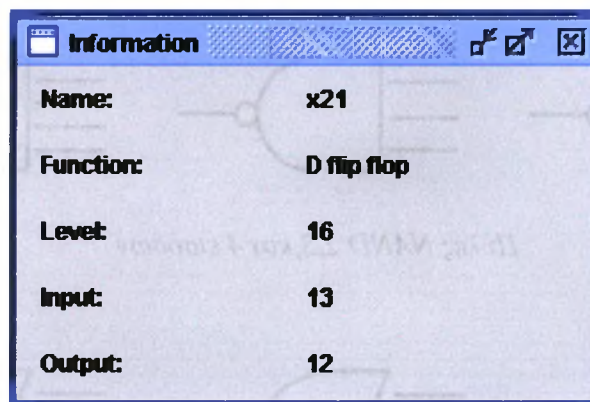 Information
Name: x21
Function: D flip flop
Level: 16
Input: 13
Output: 12